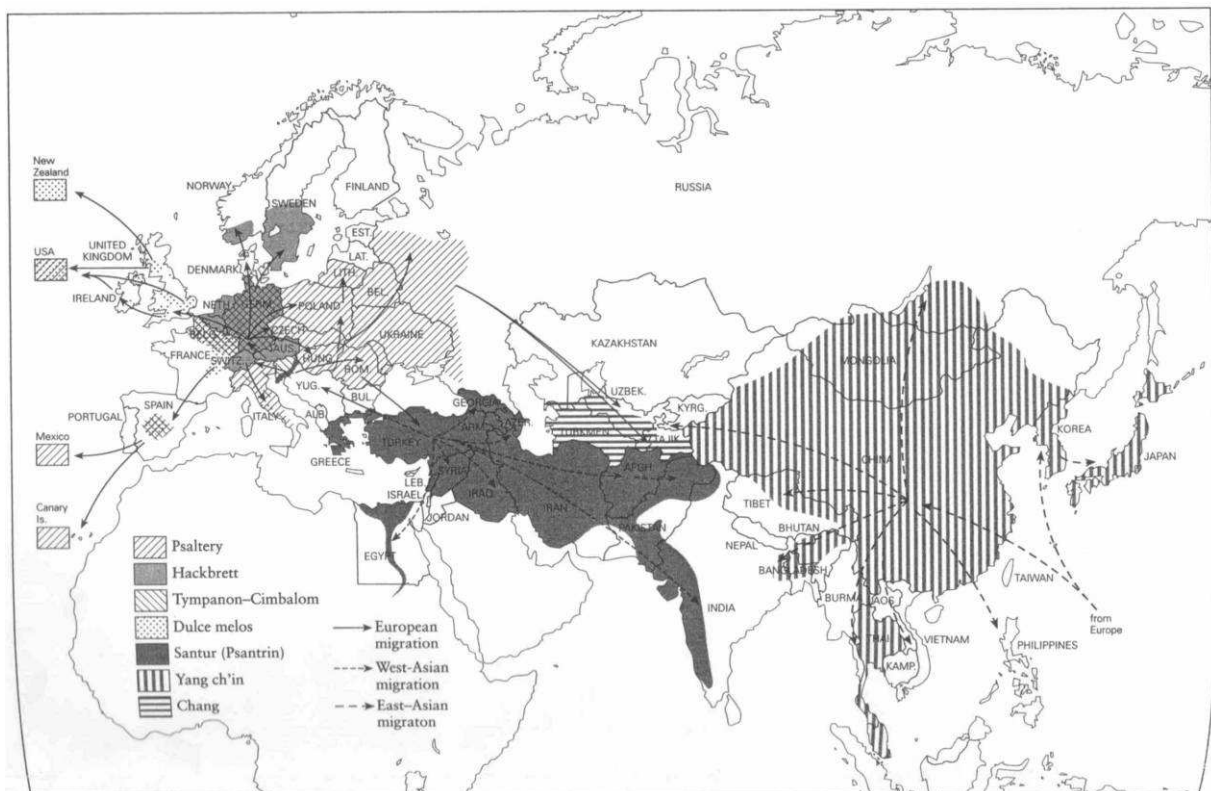 New
Zealand
USA
UNITED
KINGDOM
IRELAND
NORWAY
SWEDEN
FINLAND
RUSSIA
DENMARK
EST.
LAT.
LITH.
BEL.
POLAND
UKRAINE
CZECH
AUS.
HUNG.
ROM.
FRANCE
SWITZ.
YUG.
BUL.
ALB.
ITALY
SPAIN
PORTUGAL
GREECE
TURKEY
GEORGIA
ARM.
AZER.
SYRIA
LEB.
ISRAEL
JORDAN
IRAQ
IRAN
EGYPT
KAZAKHSTAN
UZBEK.
KYRG.
TURKMEN.
TAJIK.
AFGH.
PAKISTAN
INDIA
MONGOLIA
CHINA
TIBET
NEPAL
BHUTAN
BANGLADESH
BURMA
LAOS
THAI.
KAMP.
VIETNAM
TAIWAN
PHILIPPINES
KOREA
JAPAN
from
Europe
Mexico
Canary
Is.
Psaltery
Hackbrett
Tympanon–Cimbalom
Dulce melos
Santur (Psantrin)
Yang ch'in
Chang
European
migration
West-Asian
migration
East–Asian
migraton